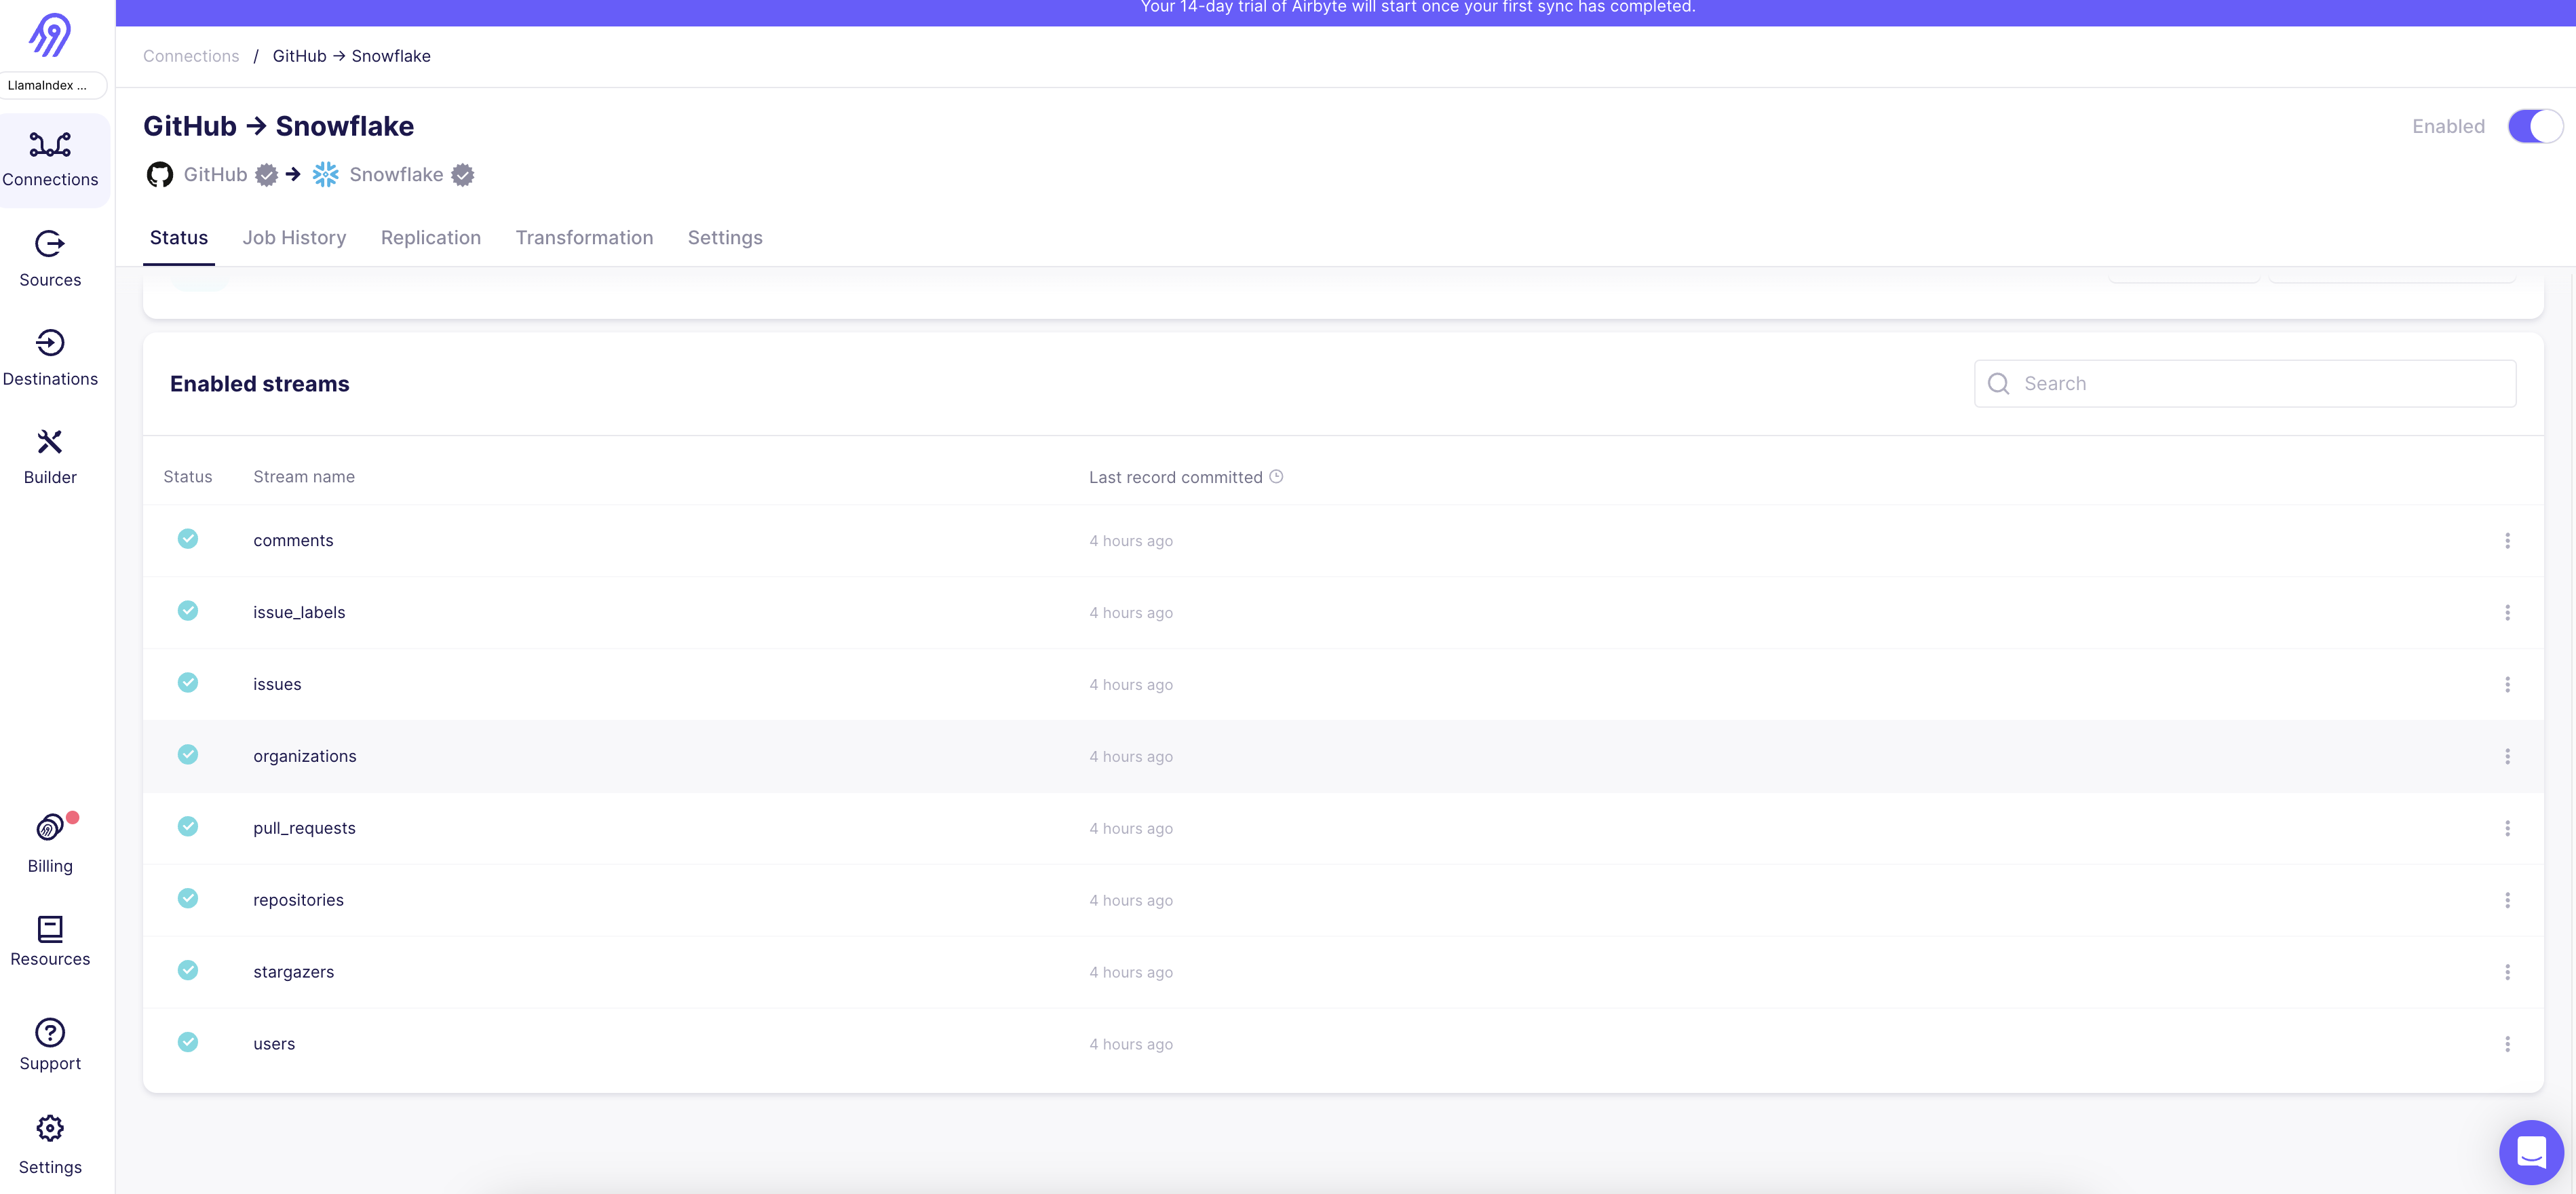 Your 14-day trial of Airbyte will start once your first sync has completed.
Connections / GitHub → Snowflake
LlamaIndex ...
GitHub → Snowflake
Enabled
GitHub → Snowflake
Connections
Status Job History Replication Transformation Settings
Sources
Destinations
Builder
Enabled streams
Search
Status Stream name Last record committed
comments 4 hours ago
issue_labels 4 hours ago
issues 4 hours ago
organizations 4 hours ago
pull_requests 4 hours ago
repositories 4 hours ago
stargazers 4 hours ago
users 4 hours ago
Billing
Resources
Support
Settings